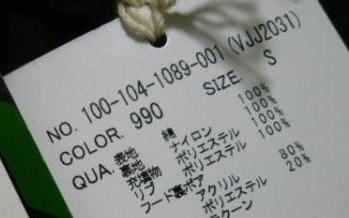 NO. 100-104-1089-001 (VJJ2031)
COLOR. 990 SIZE. S
QUA. 表地 綿 100%
裏地 ナイロン 100%
充填物 ポリエステル 100%
リブ ポリエステル 100%
フード裏ボア アクリル 80%
ポリエステル 20%